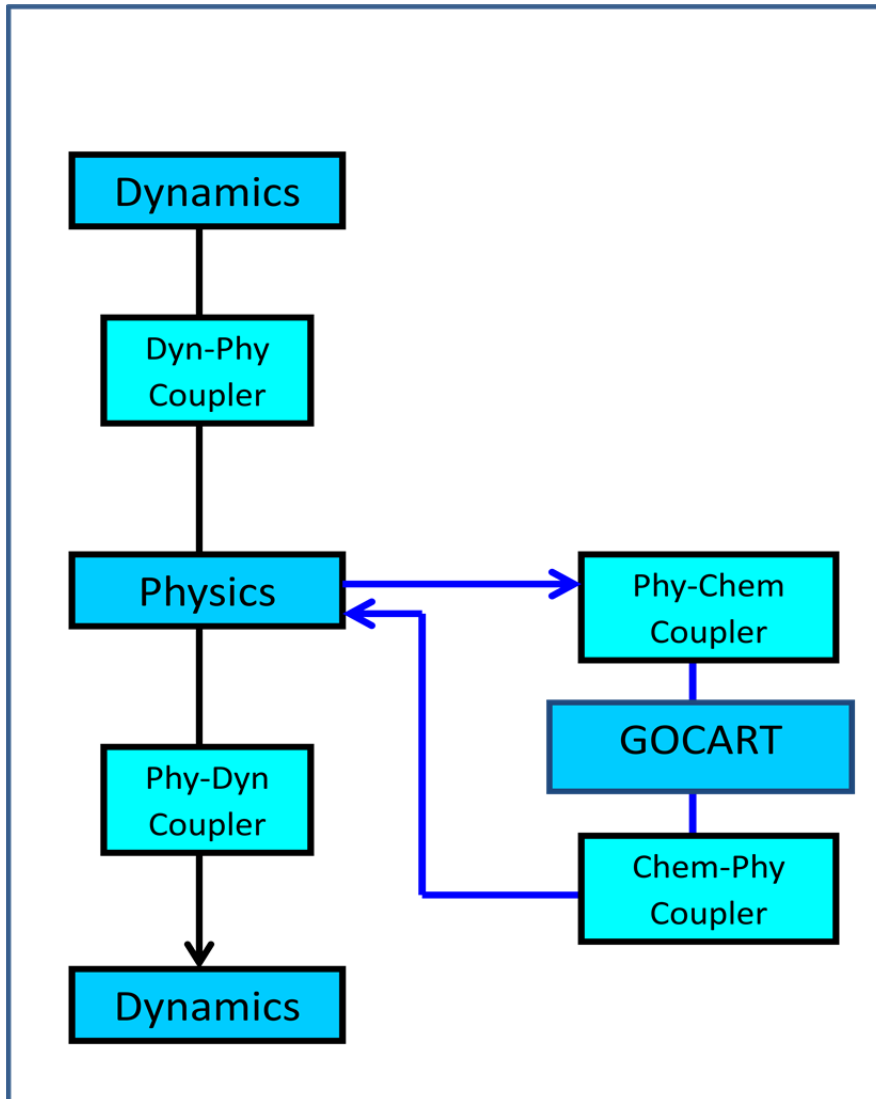 Dynamics
Dyn-Phy
Coupler
Physics
Phy-Chem
Coupler
GOCART
Phy-Dyn
Coupler
Chem-Phy
Coupler
Dynamics